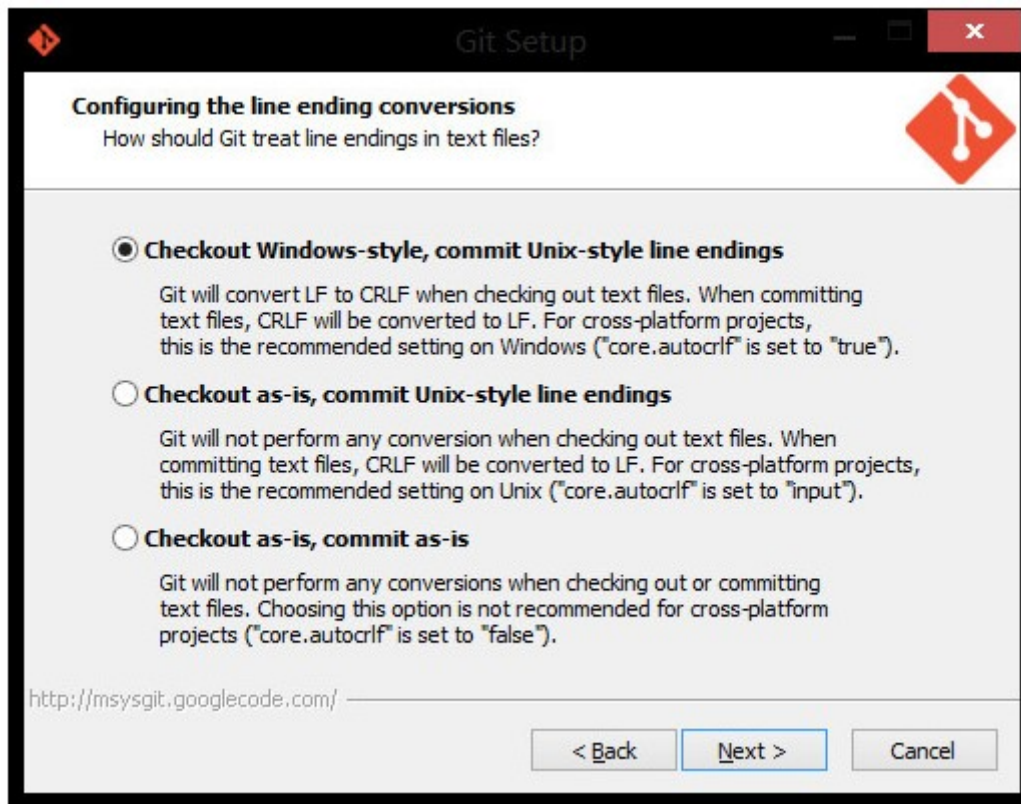 Git Setup
Configuring the line ending conversions
How should Git treat line endings in text files?
Checkout Windows-style, commit Unix-style line endings
Git will convert LF to CRLF when checking out text files. When committing
text files, CRLF will be converted to LF. For cross-platform projects,
this is the recommended setting on Windows ("core.autocrlf" is set to "true").
Checkout as-is, commit Unix-style line endings
Git will not perform any conversion when checking out text files. When
committing text files, CRLF will be converted to LF. For cross-platform projects,
this is the recommended setting on Unix ("core.autocrlf" is set to "input").
Checkout as-is, commit as-is
Git will not perform any conversions when checking out or committing
text files. Choosing this option is not recommended for cross-platform
projects ("core.autocrlf" is set to "false").
http://msysgit.googlecode.com/
< Back Next > Cancel